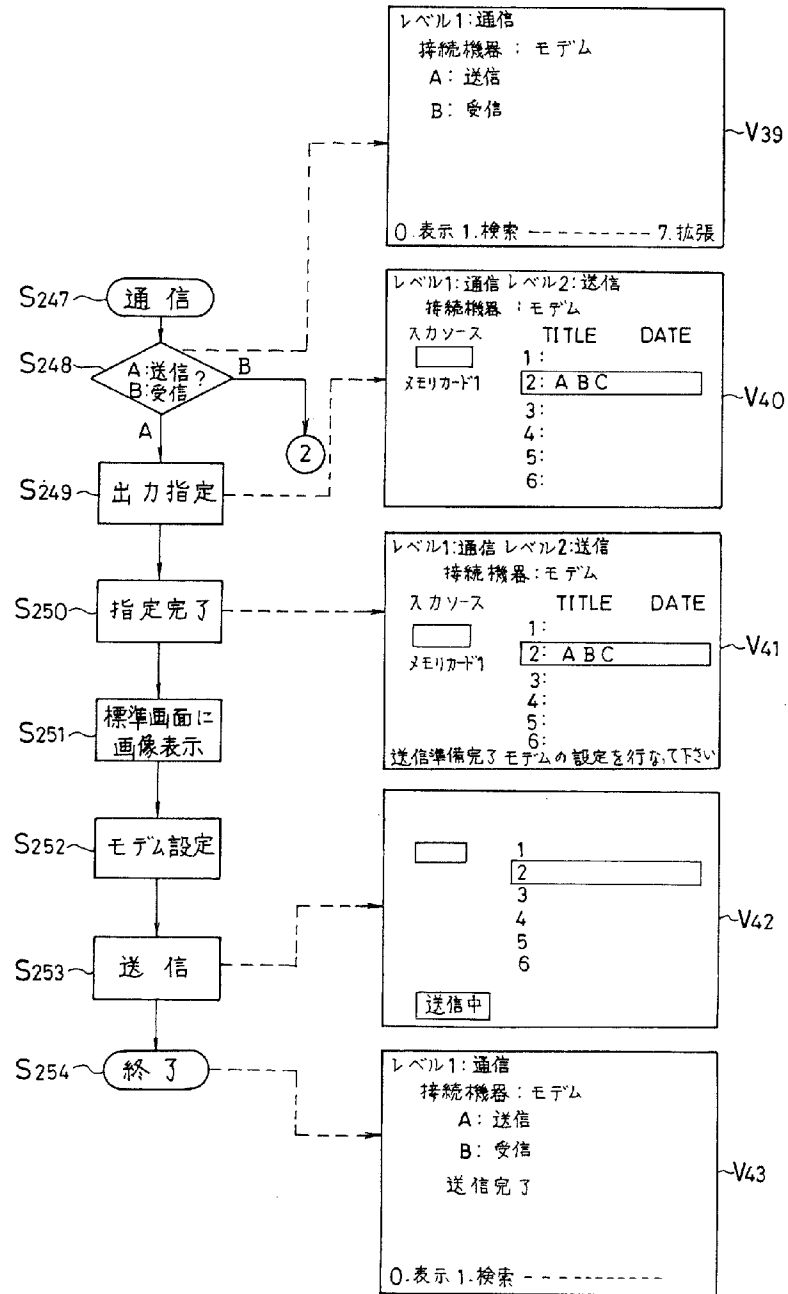 レベル1:通信
接続機器:モデム
A:送信
B:受信
0.表示 1.検索 ---------- 7.拡張
V39
S247
通信
S248
A:送信?
B:受信
B
A
2
レベル1:通信 レベル2:送信
接続機器:モデム
入力ソース TITLE DATE
メモリカード1
1:
2: ABC
3:
4:
5:
6:
V40
S249
出力指定
レベル1:通信 レベル2:送信
接続機器:モデム
入力ソース TITLE DATE
メモリカード1
1:
2: ABC
3:
4:
5:
6:
送信準備完了 モデムの設定を行なって下さい
V41
S250
指定完了
S251
標準画面に
画像表示
S252
モデム設定
1
2
3
4
5
6
送信中
V42
S253
送信
S254
終了
レベル1:通信
接続機器:モデム
A:送信
B:受信
送信完了
0.表示 1.検索 ------------
V43